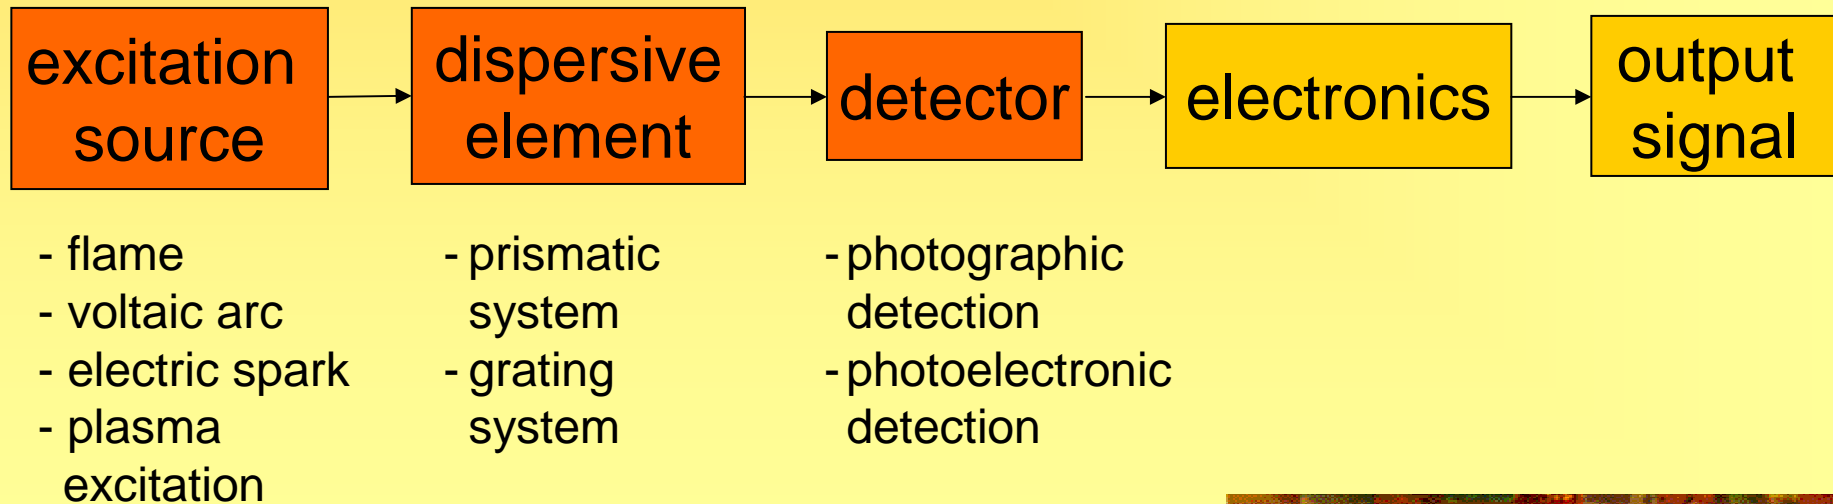 excitation
source
dispersive
element
detector
electronics
output
signal
- flame
- voltaic arc
- electric spark
- plasma
excitation
- prismatic
system
- grating
system
- photographic
detection
- photoelectronic
detection